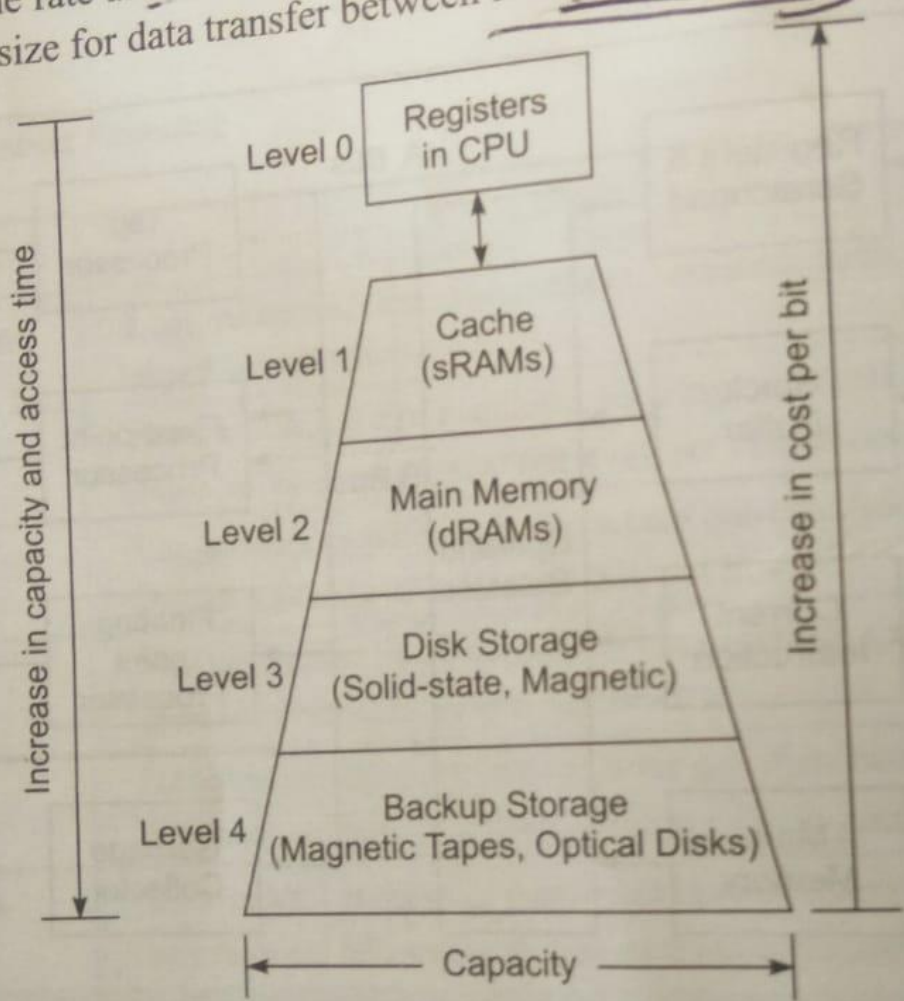 size for data transfer between
Registers
in CPU
Level 0
Cache
(sRAMs)
Level 1
Main Memory
(dRAMs)
Level 2
Disk Storage
(Solid-state, Magnetic)
Level 3
Backup Storage
(Magnetic Tapes, Optical Disks)
Level 4
Capacity
Increase in capacity and access time
Increase in cost per bit